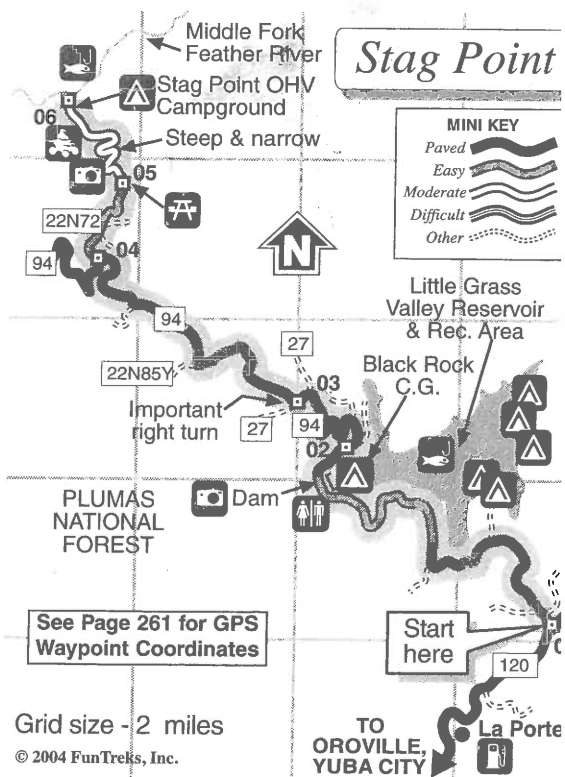 Middle Fork
Feather River
Stag Point
Stag Point OHV
Campground
06
Steep & narrow
MINI KEY
Paved
Easy
Moderate
Difficult
Other
05
22N72
94
04
N
Little Grass
Valley Reservoir
& Rec. Area
94
27
22N85Y
Black Rock
C.G.
03
Important
right turn
27
94
02
Dam
PLUMAS
NATIONAL
FOREST
See Page 261 for GPS
Waypoint Coordinates
Start
here
120
Grid size - 2 miles
TO
OROVILLE,
YUBA CITY
La Porte
© 2004 FunTreks, Inc.